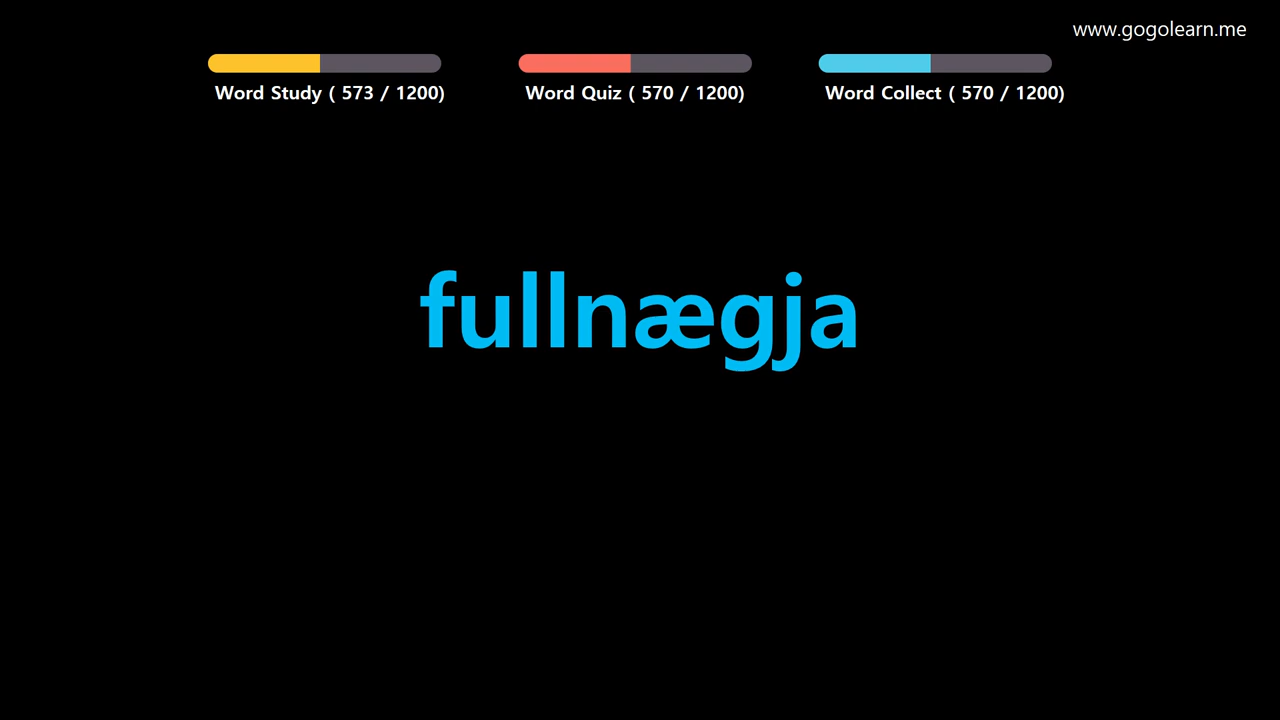 www.gogolearn.me
Word Study ( 573 / 1200)
Word Quiz ( 570 / 1200)
Word Collect ( 570 / 1200)
fullnægja